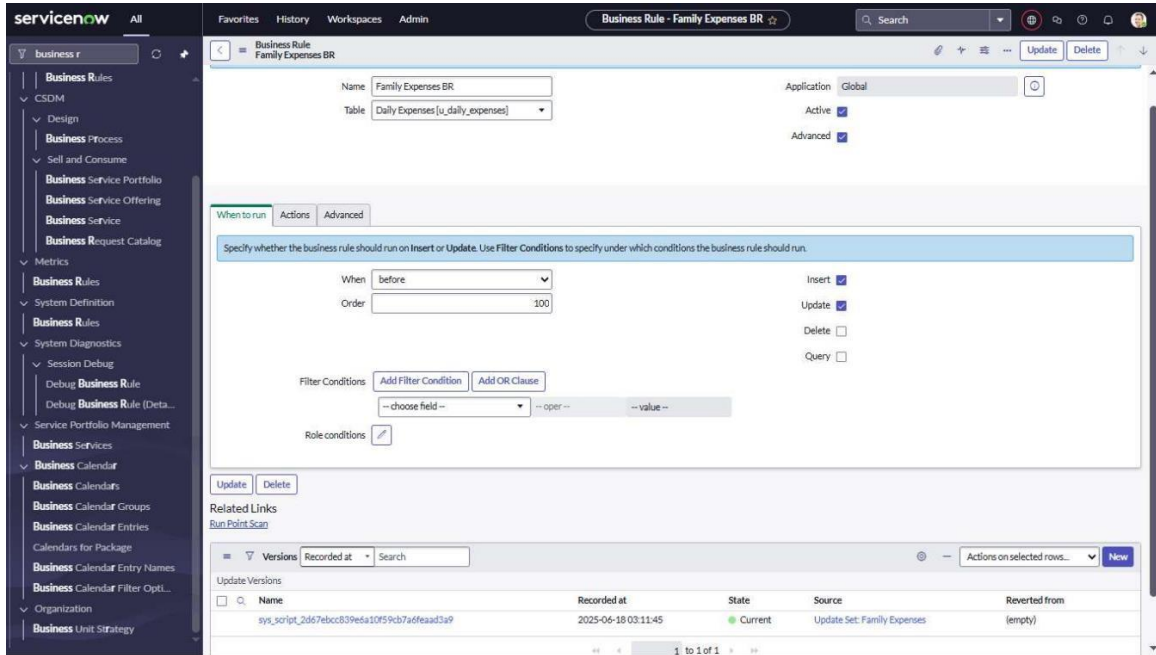 servicenow All Favorites History Workspaces Admin Business Rule - Family Expenses BR Search
business r
Business Rule
Family Expenses BR
Update Delete
Business Rules
CSDM
Design
Business Process
Sell and Consume
Business Service Portfolio
Business Service Offering
Business Service
Business Request Catalog
Metrics
Business Rules
System Definition
Business Rules
System Diagnostics
Session Debug
Debug Business Rule
Debug Business Rule (Deta...
Service Portfolio Management
Business Services
Business Calendar
Business Calendars
Business Calendar Groups
Business Calendar Entries
Calendars for Package
Business Calendar Entry Names
Business Calendar Filter Opti...
Organization
Business Unit Strategy
Name Family Expenses BR Application Global
Table Daily Expenses [u_daily_expenses] Active
Advanced
When to run Actions Advanced
Specify whether the business rule should run on Insert or Update. Use Filter Conditions to specify under which conditions the business rule should run.
When before Insert
Order 100 Update
Delete
Query
Filter Conditions Add Filter Condition Add OR Clause
-- choose field -- -- oper -- -- value --
Role conditions
Update Delete
Related Links
Run Point Scan
Versions Recorded at Search Actions on selected rows... New
Update Versions
Name Recorded at State Source Reverted from
sys_script_2d67ebcc839e6a10f59cb7a6feaad3a9 2025-06-18 03:11:45 Current Update Set: Family Expenses (empty)
1 to 1 of 1